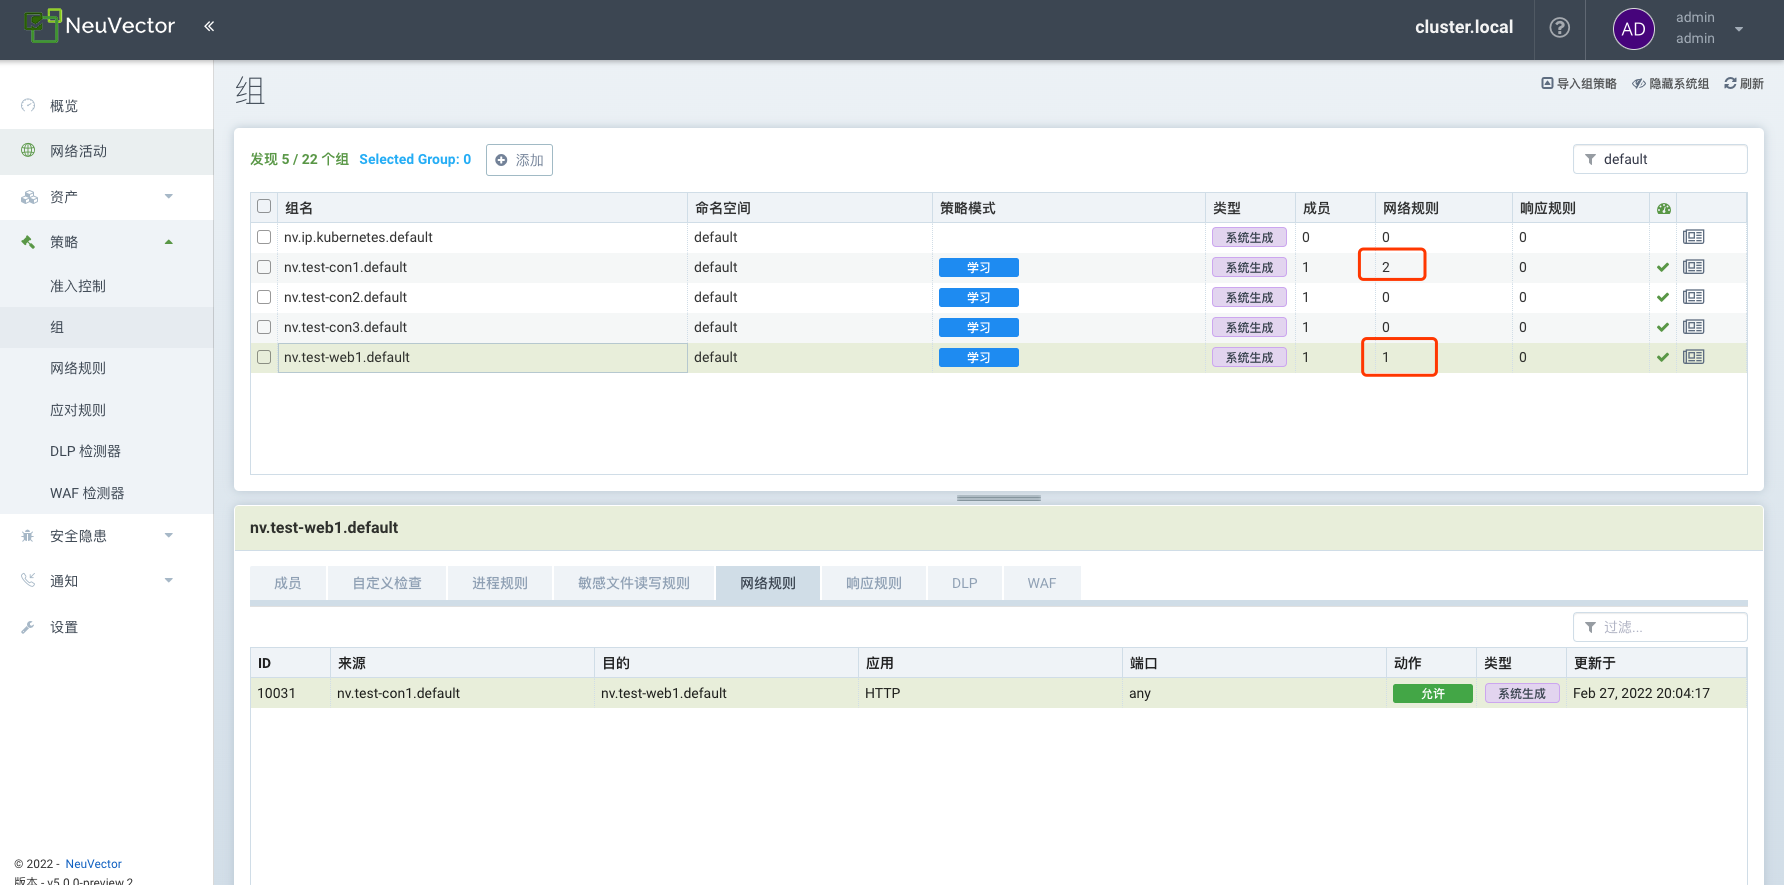 NeuVector
«
cluster.local
?
AD
admin
admin
概览
网络活动
资产
策略
准入控制
组
网络规则
应对规则
DLP 检测器
WAF 检测器
安全隐患
通知
设置
© 2022 - NeuVector
版本 - v5.0.0-preview.2
组
导入组策略 隐藏系统组 刷新
发现 5 / 22 个组 Selected Group: 0 添加
default
组名 命名空间 策略模式 类型 成员 网络规则 响应规则
nv.ip.kubernetes.default default 系统生成 0 0 0
nv.test-con1.default default 学习 系统生成 1 2 0
nv.test-con2.default default 学习 系统生成 1 0 0
nv.test-con3.default default 学习 系统生成 1 0 0
nv.test-web1.default default 学习 系统生成 1 1 0
nv.test-web1.default
成员 自定义检查 进程规则 敏感文件读写规则 网络规则 响应规则 DLP WAF
过滤...
ID 来源 目的 应用 端口 动作 类型 更新于
10031 nv.test-con1.default nv.test-web1.default HTTP any 允许 系统生成 Feb 27, 2022 20:04:17